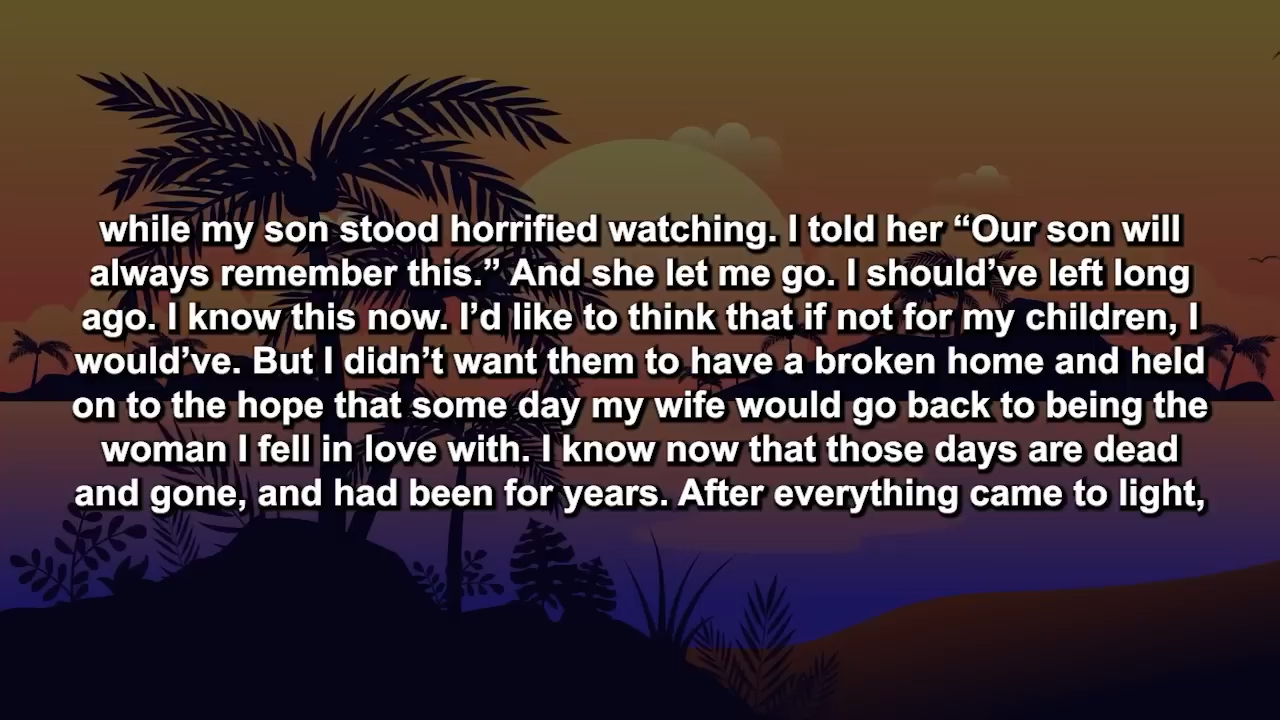 while my son stood horrified watching. I told her “Our son will
always remember this.” And she let me go. I should’ve left long
ago. I know this now. I’d like to think that if not for my children, I
would’ve. But I didn’t want them to have a broken home and held
on to the hope that some day my wife would go back to being the
woman I fell in love with. I know now that those days are dead
and gone, and had been for years. After everything came to light,